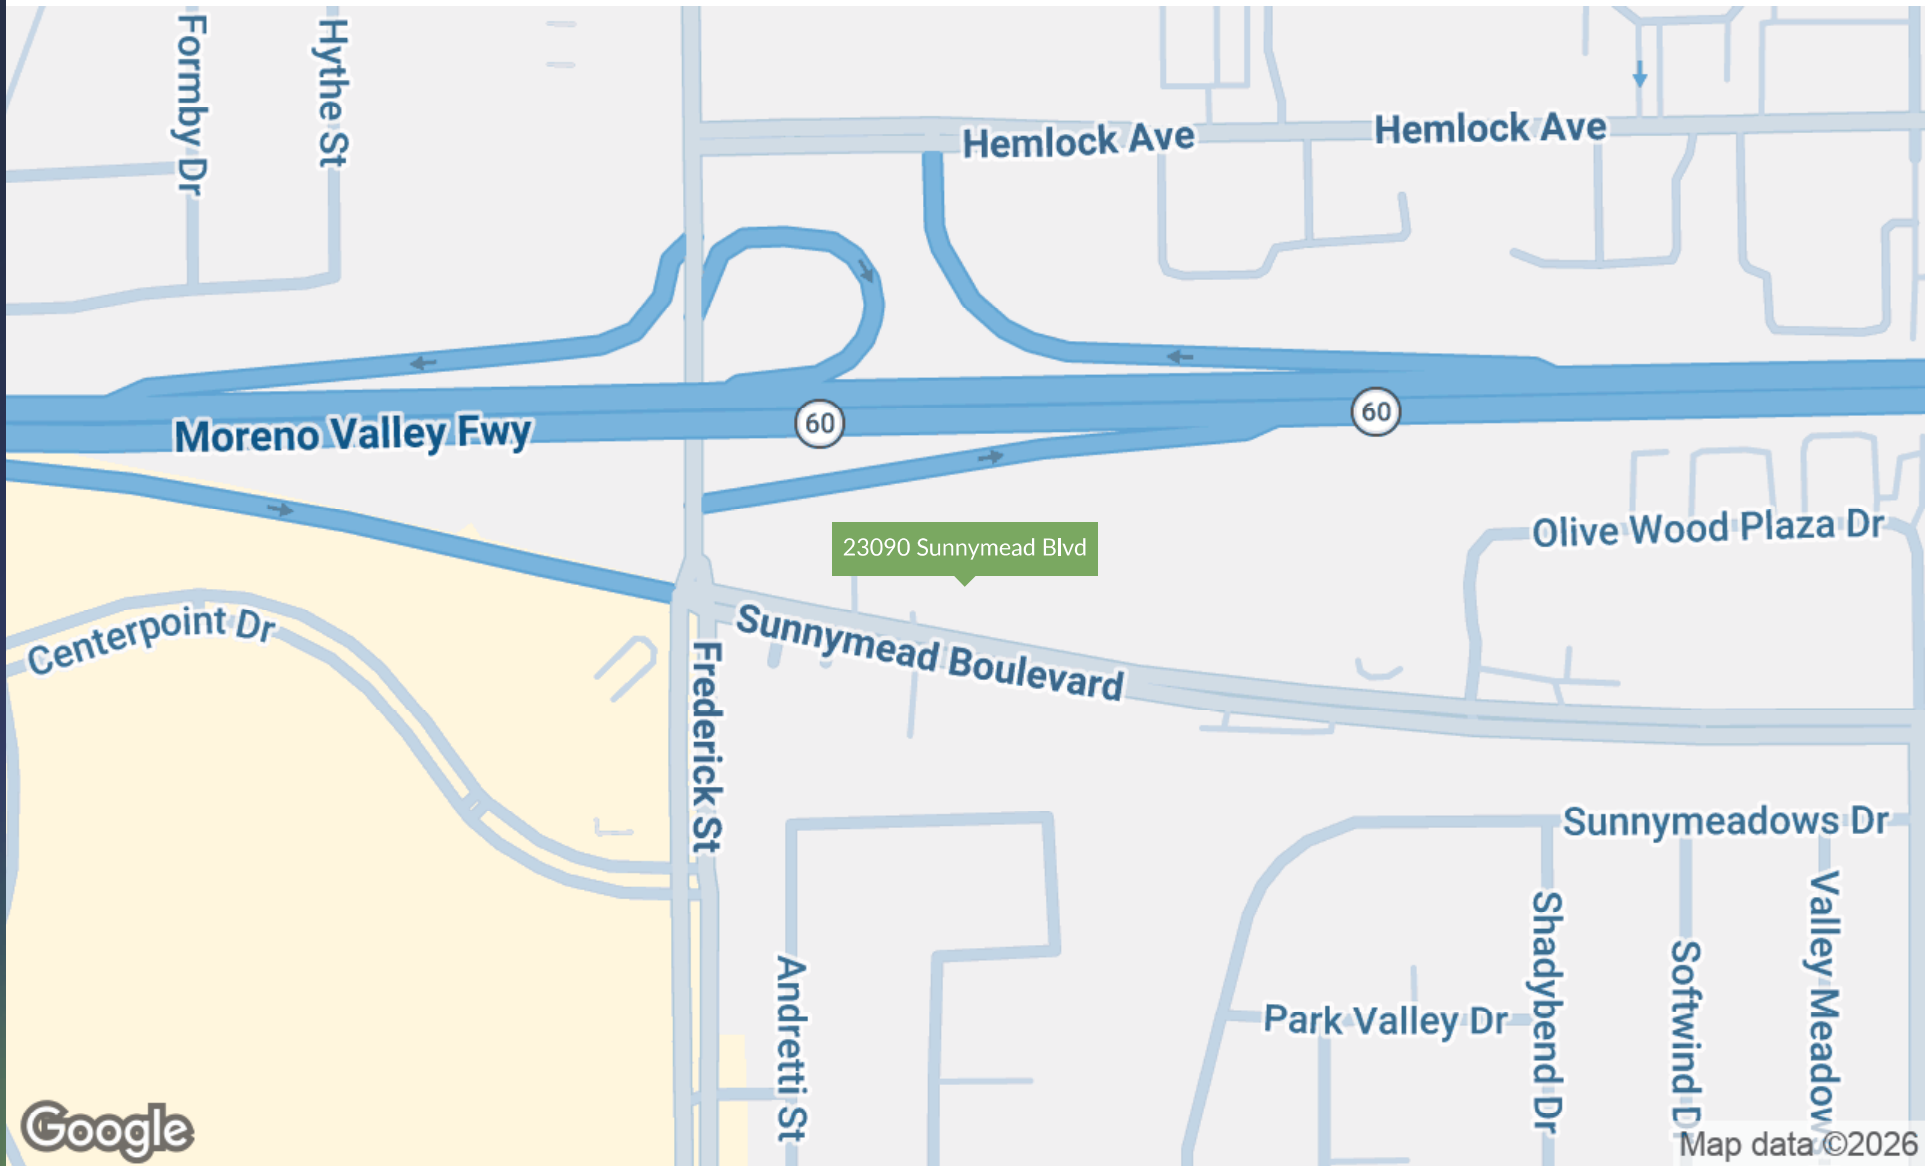 Formby Dr
Hythe St
Hemlock Ave
Hemlock Ave
Moreno Valley Fwy
60
60
23090 Sunnymead Blvd
Olive Wood Plaza Dr
Centerpoint Dr
Sunnymead Boulevard
Frederick St
Sunnymeadows Dr
Andretti St
Park Valley Dr
Shadybend Dr
Softwind Dr
Valley Meadows
Google
Map data ©2026